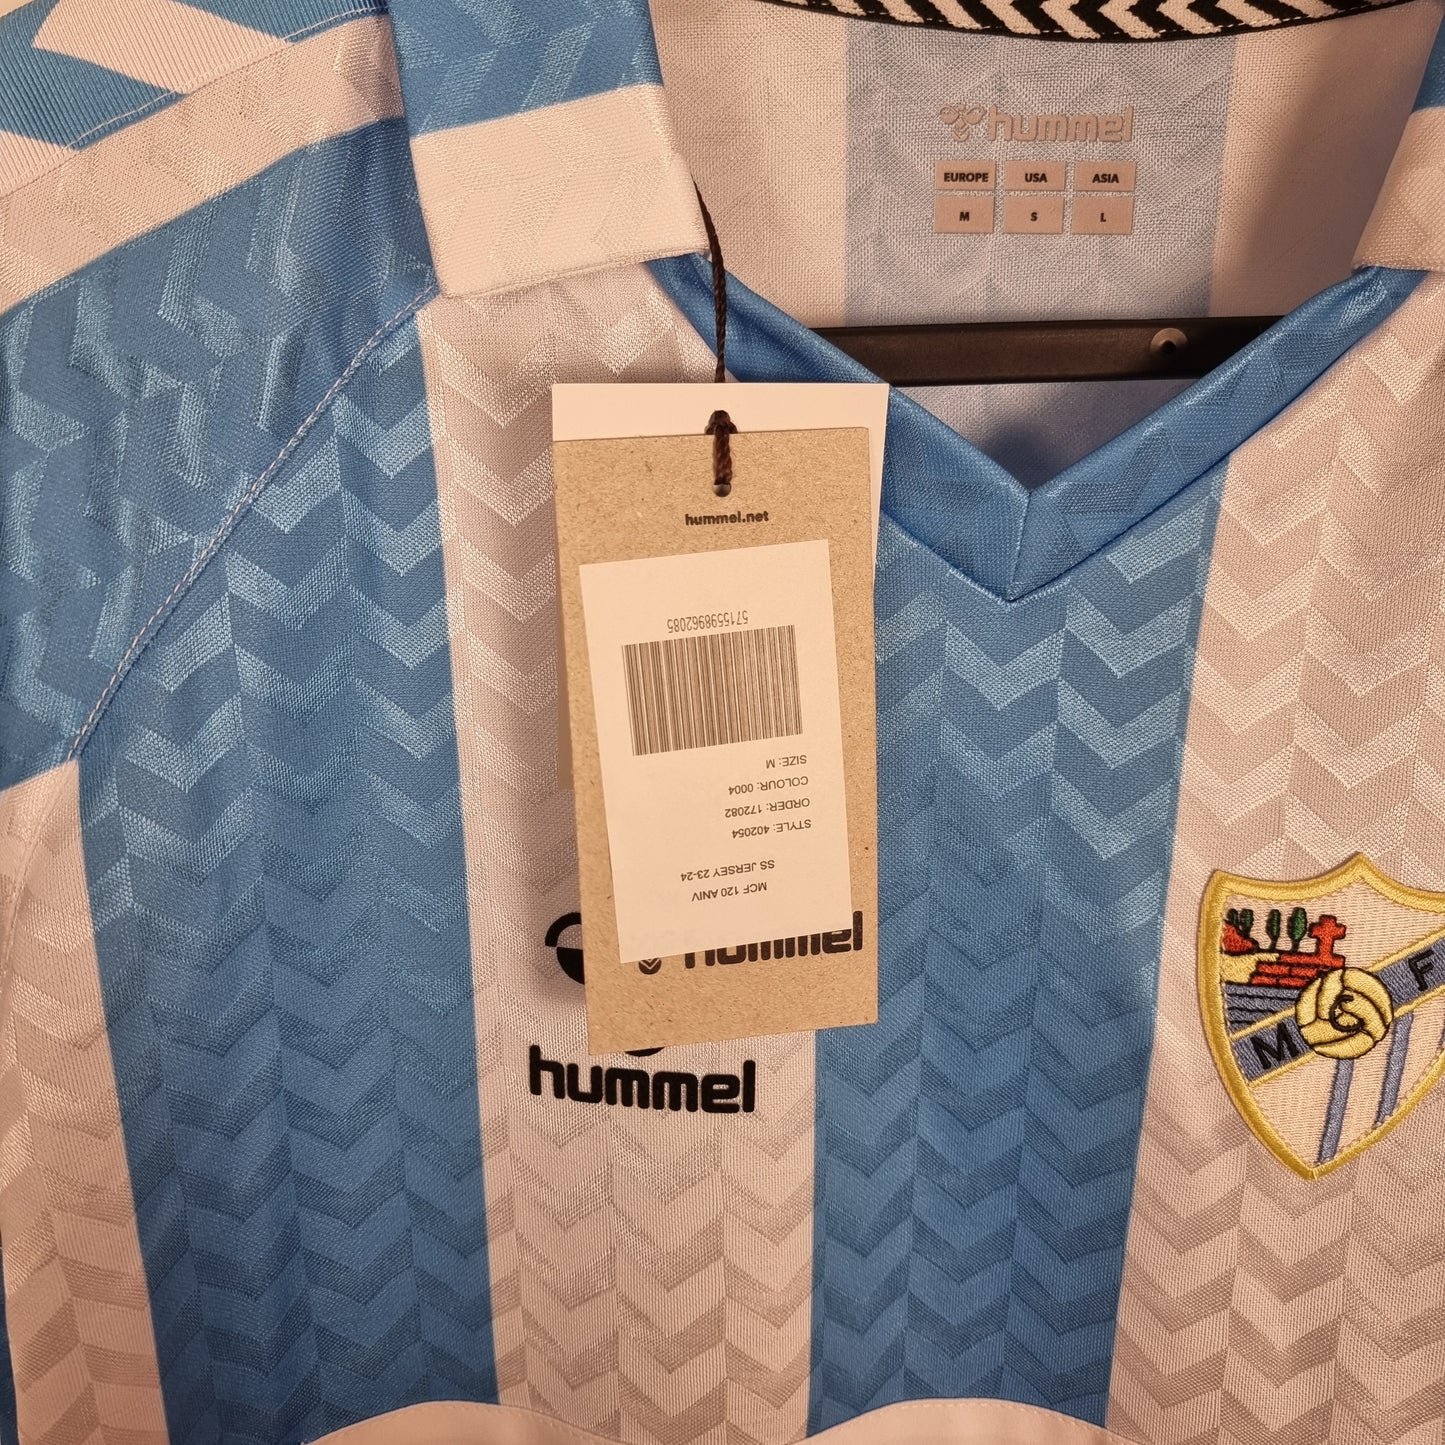 hummel
EUROPE USA ASIA
M S L
hummel.net
5715598962085
SIZE: M
COLOUR: 0004
ORDER: 172082
STYLE: 402054
SS JERSEY 23-24
MCF 120 ANIV
hummel
hummel
M C F